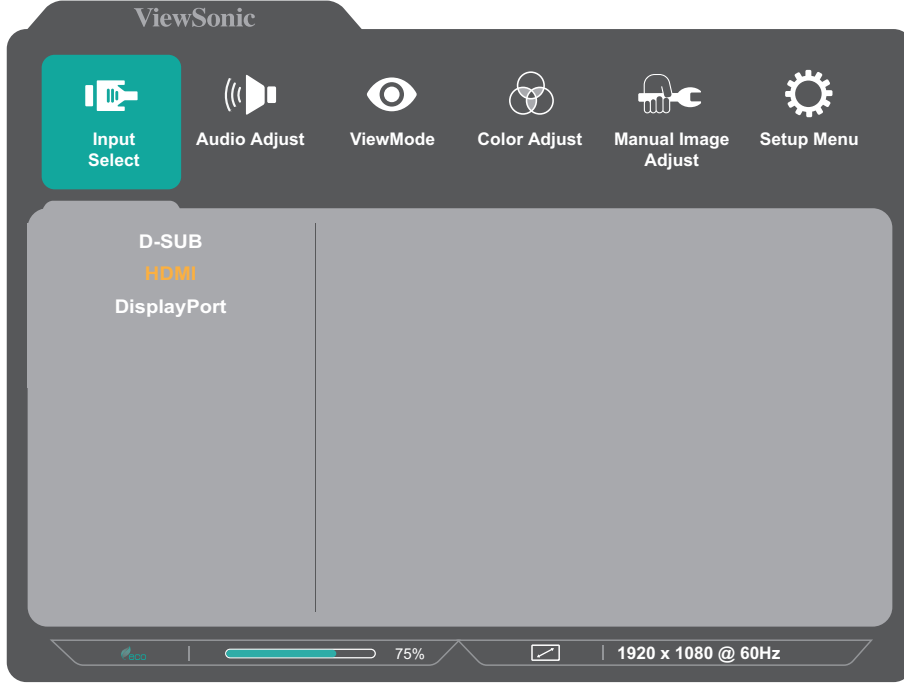 ViewSonic
Input
Select
Audio Adjust
ViewMode
Color Adjust
Manual Image
Adjust
Setup Menu
D-SUB
HDMI
DisplayPort
eco
75%
1920 x 1080 @ 60Hz